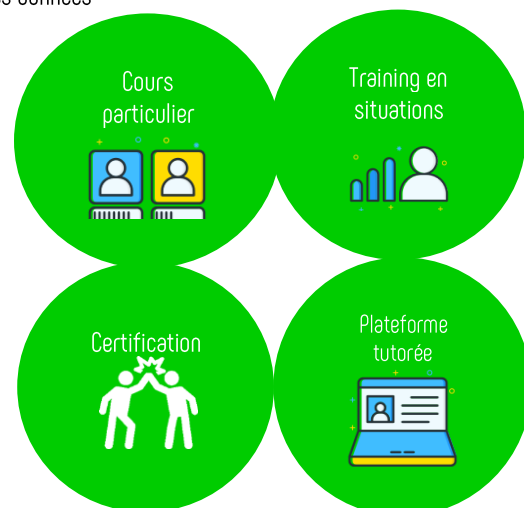 Cours
particulier
Training en
situations
Certification
Plateforme
tutorée